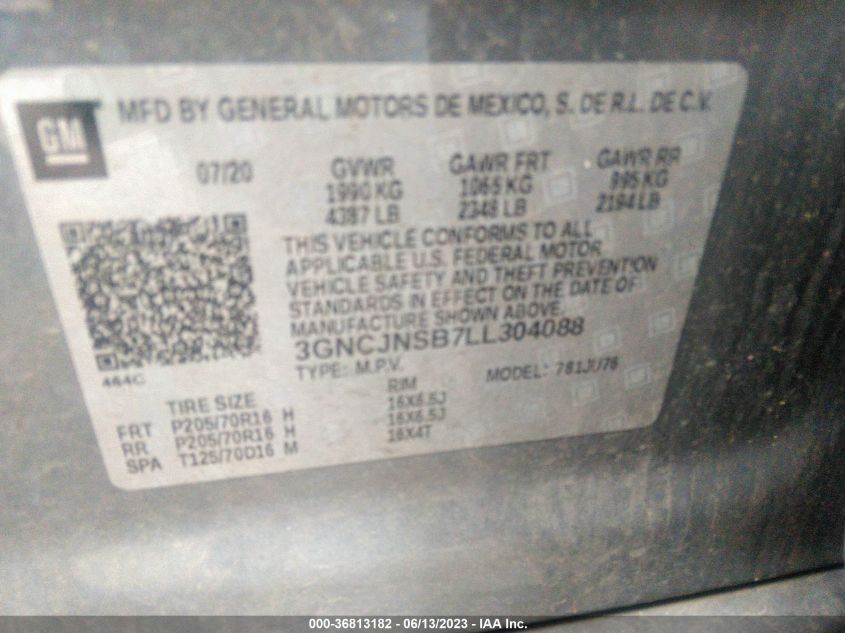 GM
MFD BY GENERAL MOTORS DE MEXICO, S. DE R.L. DE C.V.
07/20 GVWR GAWR FRT GAWR RR
1990 KG 1065 KG 995 KG
4387 LB 2348 LB 2194 LB
THIS VEHICLE CONFORMS TO ALL
APPLICABLE U.S. FEDERAL MOTOR
VEHICLE SAFETY AND THEFT PREVENTION
STANDARDS IN EFFECT ON THE DATE OF
MANUFACTURE SHOWN ABOVE.
3GNCJNSB7LL304088
TYPE: M.P.V. MODEL: 781JU76
464C
TIRE SIZE RIM
FRT P205/70R16 H 16X6.5J
RR P205/70R16 H 16X6.5J
SPA T125/70D16 M 16X4T
000-36813182 - 06/13/2023 - IAA Inc.